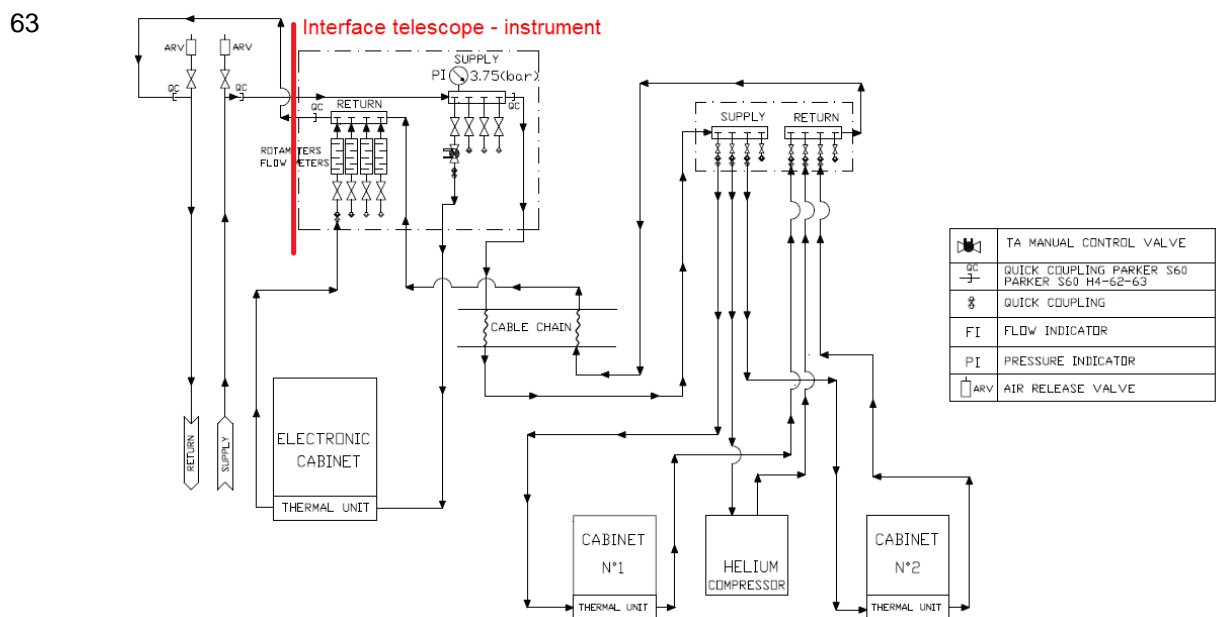 63
Interface telescope - instrument
ARV
ARV
SUPPLY
PI
3.75(bar)
QC
QC
QC
QC
RETURN
ROTAMETERS
FLOW METERS
SUPPLY
RETURN
CABLE CHAIN
RETURN
SUPPLY
ELECTRONIC
CABINET
THERMAL UNIT
CABINET
N°1
THERMAL UNIT
HELIUM
COMPRESSOR
CABINET
N°2
THERMAL UNIT
TA MANUAL CONTROL VALVE
QC
QUICK COUPLING PARKER S60
PARKER S60 H4-62-63
QUICK COUPLING
FI
FLOW INDICATOR
PI
PRESSURE INDICATOR
ARV
AIR RELEASE VALVE